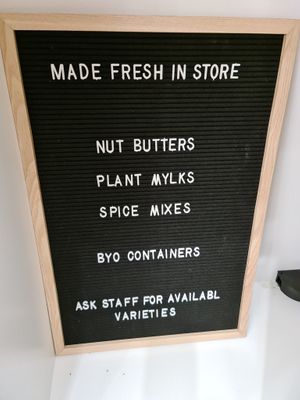 MADE FRESH IN STORE
NUT BUTTERS
PLANT MYLKS
SPICE MIXES
BYO CONTAINERS
ASK STAFF FOR AVAILABL
VARIETIES